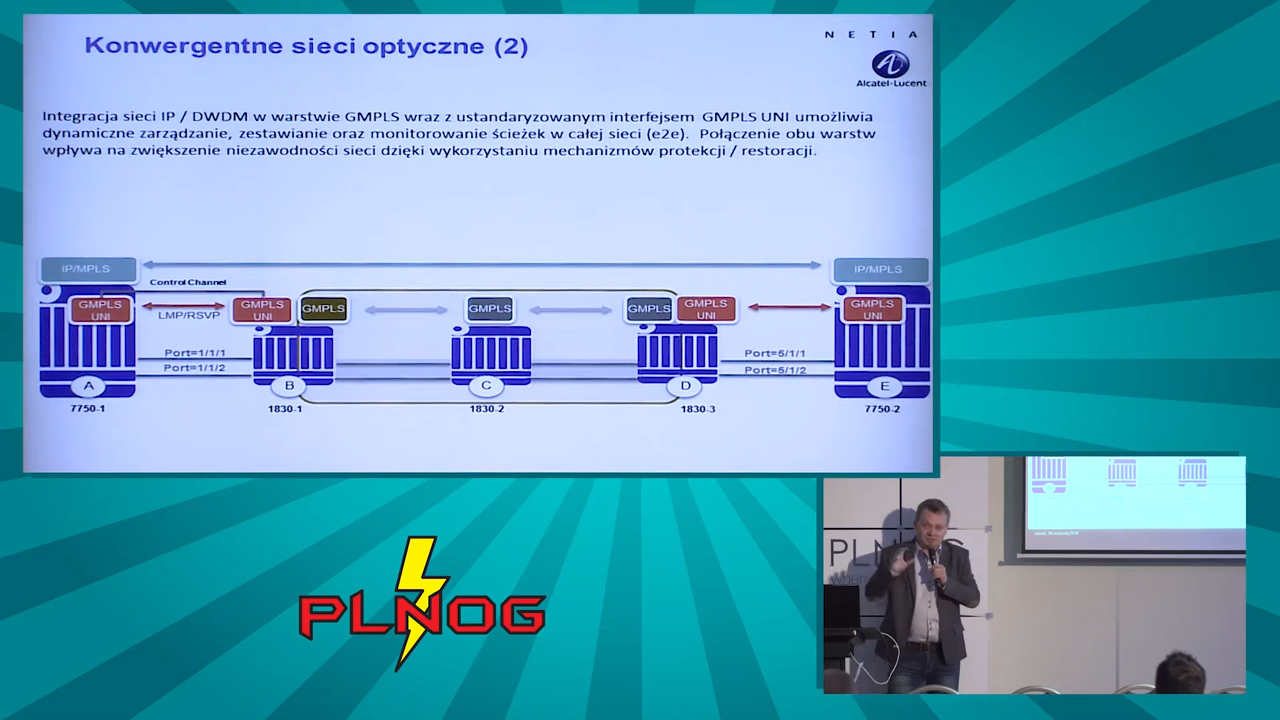 Konwergentne sieci optyczne (2)
N E T I A
Alcatel•Lucent
Integracja sieci IP / DWDM w warstwie GMPLS wraz z ustandaryzowanym interfejsem GMPLS UNI umożliwia
dynamiczne zarządzanie, zestawianie oraz monitorowanie ścieżek w całej sieci (e2e). Połączenie obu warstw
wpływa na zwiększenie niezawodności sieci dzięki wykorzystaniu mechanizmów protekcji / restoracji.
IP/MPLS
IP/MPLS
Control Channel
GMPLS
UNI
LMP/RSVP
GMPLS
UNI
GMPLS
GMPLS
GMPLS
GMPLS
UNI
GMPLS
UNI
Port=1/1/1
Port=1/1/2
Port=5/1/1
Port=5/1/2
A
B
C
D
E
7750-1
1830-1
1830-2
1830-3
7750-2
PLNOG